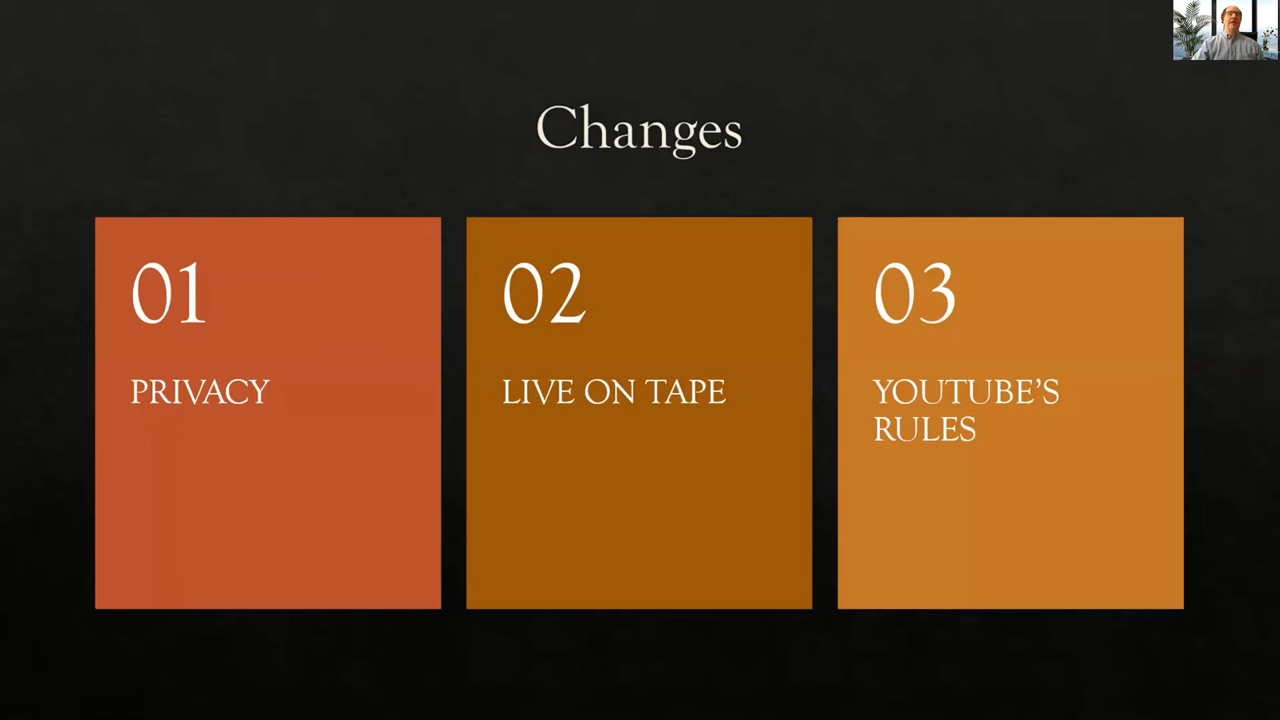 Changes
01
PRIVACY
02
LIVE ON TAPE
03
YOUTUBE’S
RULES